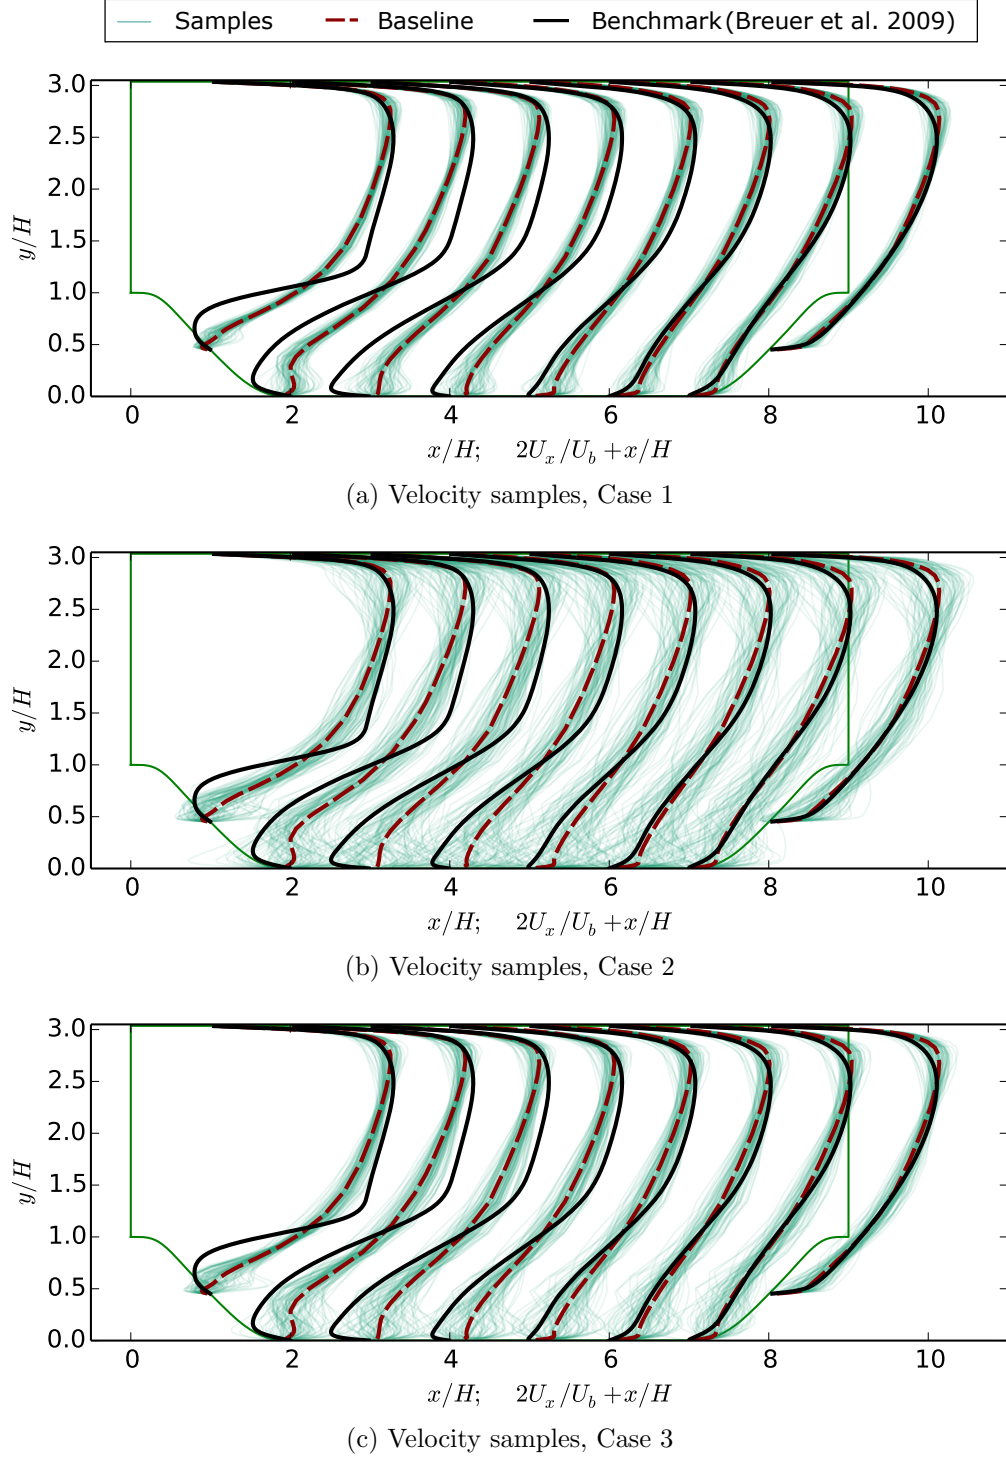 Samples Baseline Benchmark(Breuer et al. 2009)
3.0
2.5
2.0
1.5
1.0
0.5
0.0
y/H
0 2 4 6 8 10
x/H; 2U_x/U_b+x/H
(a) Velocity samples, Case 1
3.0
2.5
2.0
1.5
1.0
0.5
0.0
y/H
0 2 4 6 8 10
x/H; 2U_x/U_b+x/H
(b) Velocity samples, Case 2
3.0
2.5
2.0
1.5
1.0
0.5
0.0
y/H
0 2 4 6 8 10
x/H; 2U_x/U_b+x/H
(c) Velocity samples, Case 3